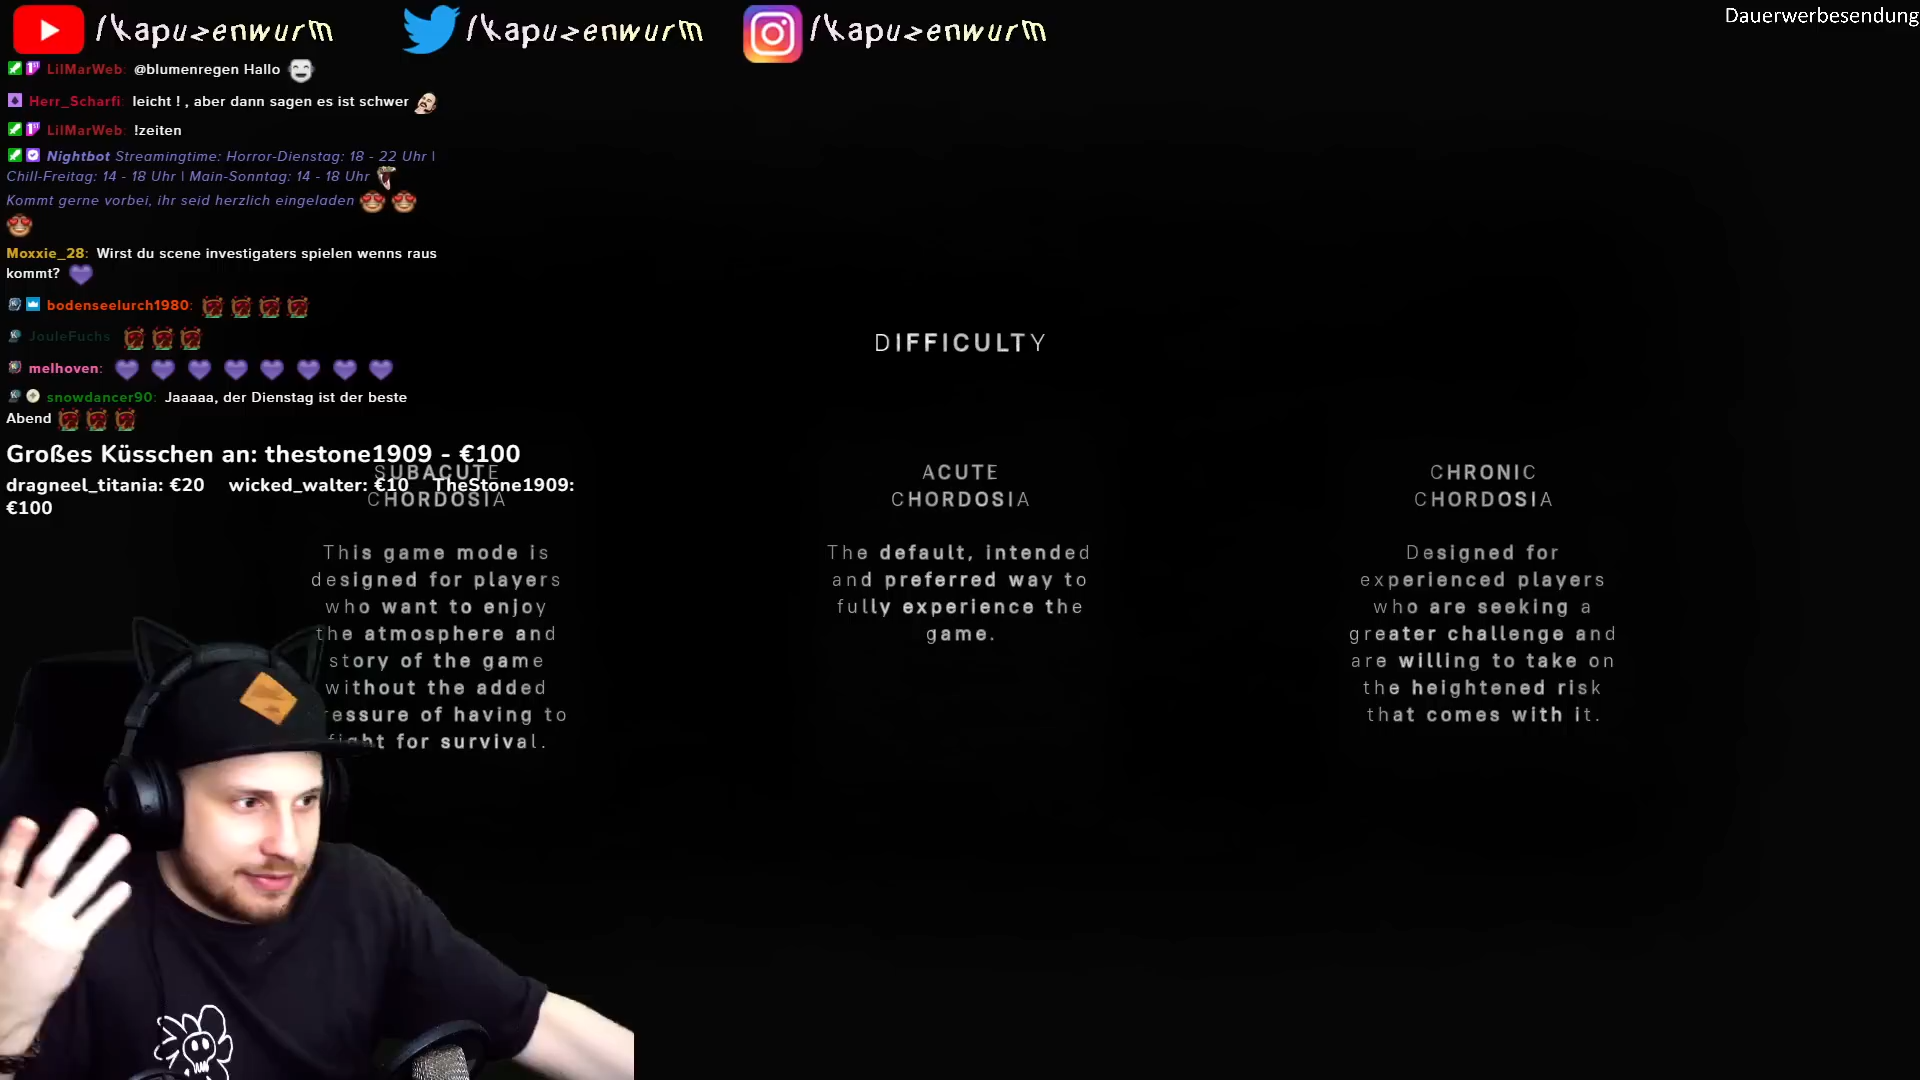 /kapuzenwurm /kapuzenwurm /kapuzenwurm
Dauerwerbesendung
LilMarWeb: @blumenregen Hallo
Herr_Scharfi: leicht ! , aber dann sagen es ist schwer
LilMarWeb: !zeiten
Nightbot Streamingtime: Horror-Dienstag: 18 - 22 Uhr |
Chill-Freitag: 14 - 18 Uhr | Main-Sonntag: 14 - 18 Uhr
Kommt gerne vorbei, ihr seid herzlich eingeladen
Moxxie_28: Wirst du scene investigaters spielen wenns raus
kommt?
bodenseelurch1980:
JouleFuchs
melhoven:
snowdancer90: Jaaaaa, der Dienstag ist der beste
Abend
Großes Küsschen an: thestone1909 - €100
dragneel_titania: €20 wicked_walter: €10 TheStone1909:
€100
DIFFICULTY
SUBACUTE
CHORDOSIA
This game mode is
designed for players
who want to enjoy
the atmosphere and
story of the game
without the added
pressure of having to
fight for survival.
ACUTE
CHORDOSIA
The default, intended
and preferred way to
fully experience the
game.
CHRONIC
CHORDOSIA
Designed for
experienced players
who are seeking a
greater challenge and
are willing to take on
the heightened risk
that comes with it.